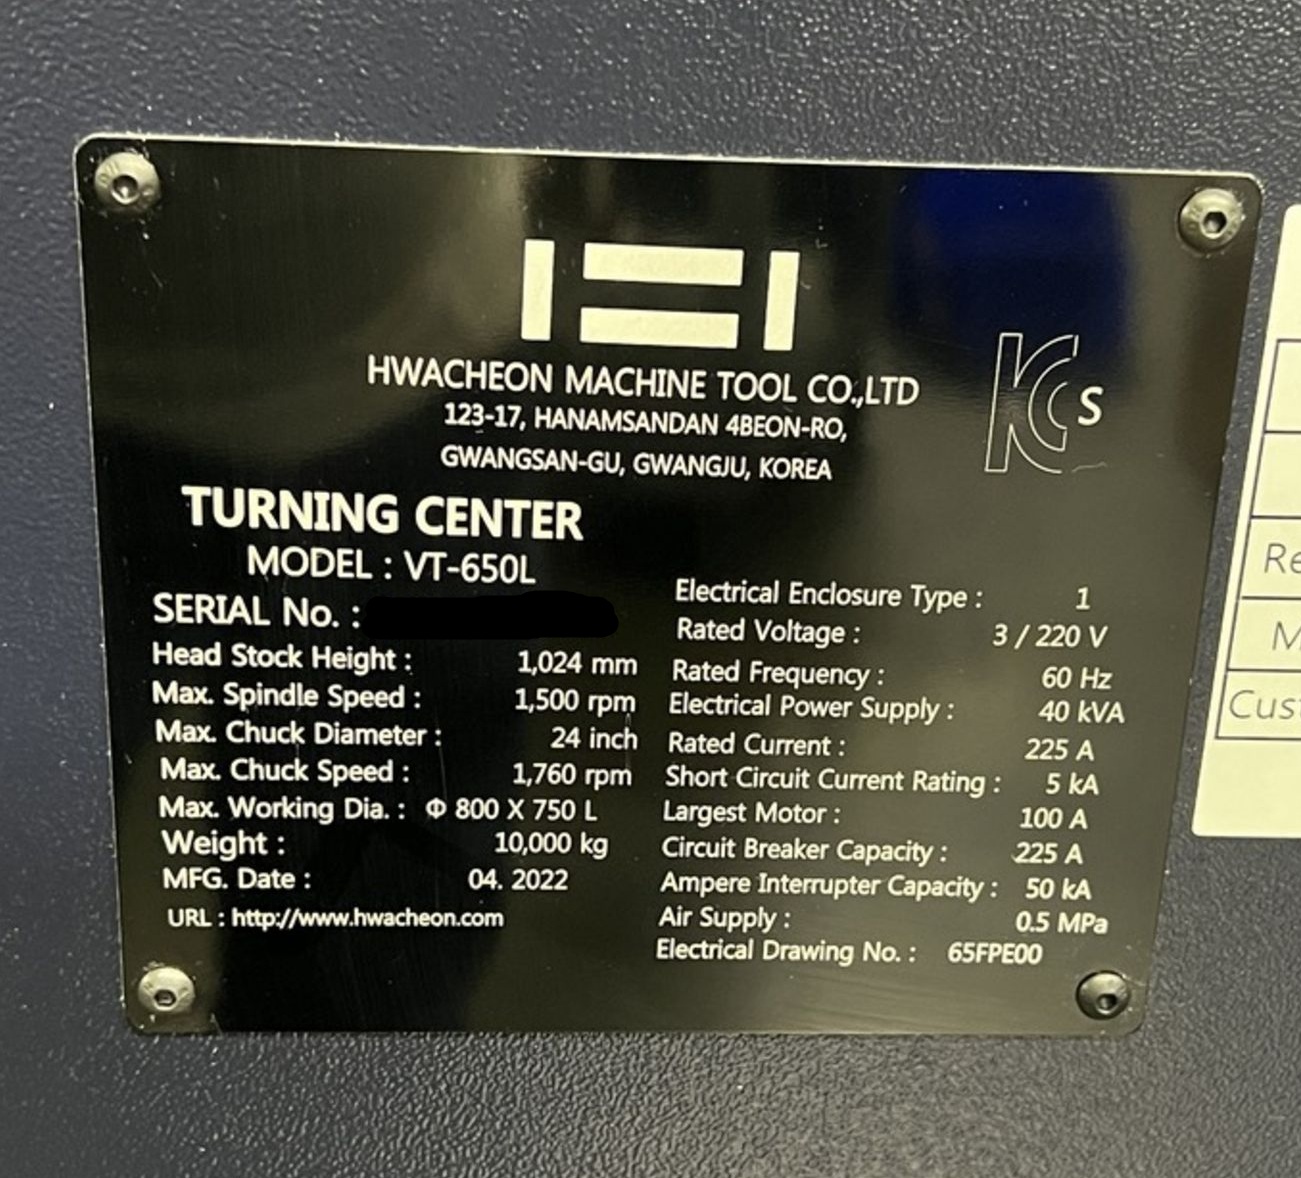 HWACHEON MACHINE TOOL CO.,LTD
123-17, HANAMSANDAN 4BEON-RO,
GWANGSAN-GU, GWANGJU, KOREA
KCs
TURNING CENTER
MODEL : VT-650L
SERIAL No. :
Head Stock Height : 1,024 mm
Max. Spindle Speed : 1,500 rpm
Max. Chuck Diameter : 24 inch
Max. Chuck Speed : 1,760 rpm
Max. Working Dia. : Φ 800 X 750 L
Weight : 10,000 kg
MFG. Date : 04. 2022
URL : http://www.hwacheon.com
Electrical Enclosure Type : 1
Rated Voltage : 3 / 220 V
Rated Frequency : 60 Hz
Electrical Power Supply : 40 kVA
Rated Current : 225 A
Short Circuit Current Rating : 5 kA
Largest Motor : 100 A
Circuit Breaker Capacity : 225 A
Ampere Interrupter Capacity : 50 kA
Air Supply : 0.5 MPa
Electrical Drawing No. : 65FPE00